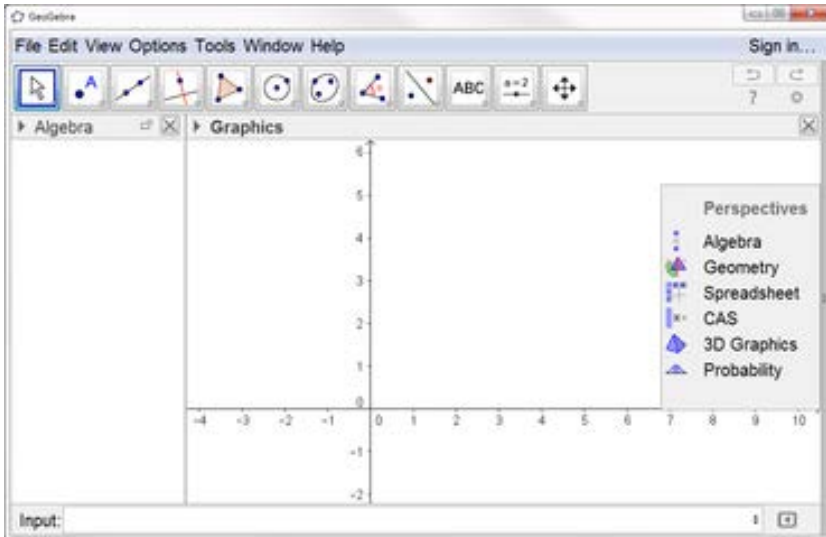 GeoGebra
File Edit View Options Tools Window Help Sign in...
A ABC a=2 ?
Algebra Graphics
6
5
4
3
2
1
0
-4 -3 -2 -1 0 1 2 3 4 5 6 7 8 9 10
-1
-2
Perspectives
Algebra
Geometry
Spreadsheet
x= CAS
3D Graphics
Probability
Input: